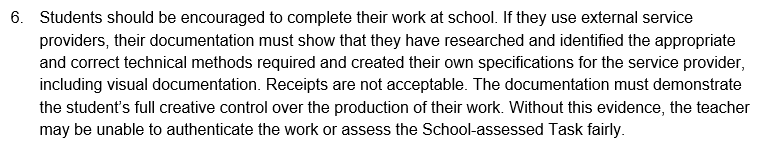 6. Students should be encouraged to complete their work at school. If they use external service
providers, their documentation must show that they have researched and identified the appropriate
and correct technical methods required and created their own specifications for the service provider,
including visual documentation. Receipts are not acceptable. The documentation must demonstrate
the student's full creative control over the production of their work. Without this evidence, the teacher
may be unable to authenticate the work or assess the School-assessed Task fairly.